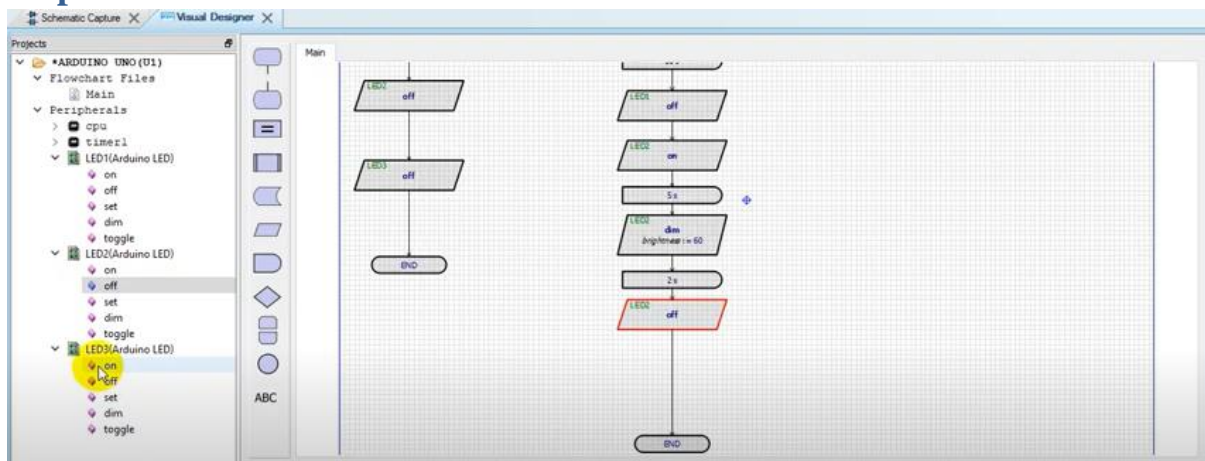 Schematic Capture
Visual Designer
Projects
*ARDUINO UNO (U1)
Flowchart Files
Main
Peripherals
cpu
timer1
LED1(Arduino LED)
on
off
set
dim
toggle
LED2(Arduino LED)
on
off
set
dim
toggle
LED3(Arduino LED)
on
off
set
dim
toggle
ABC
Main
LED2
off
LED3
off
END
LED1
off
LED2
on
5 s
LED2
dim
brightness := 60
2 s
LED2
off
END